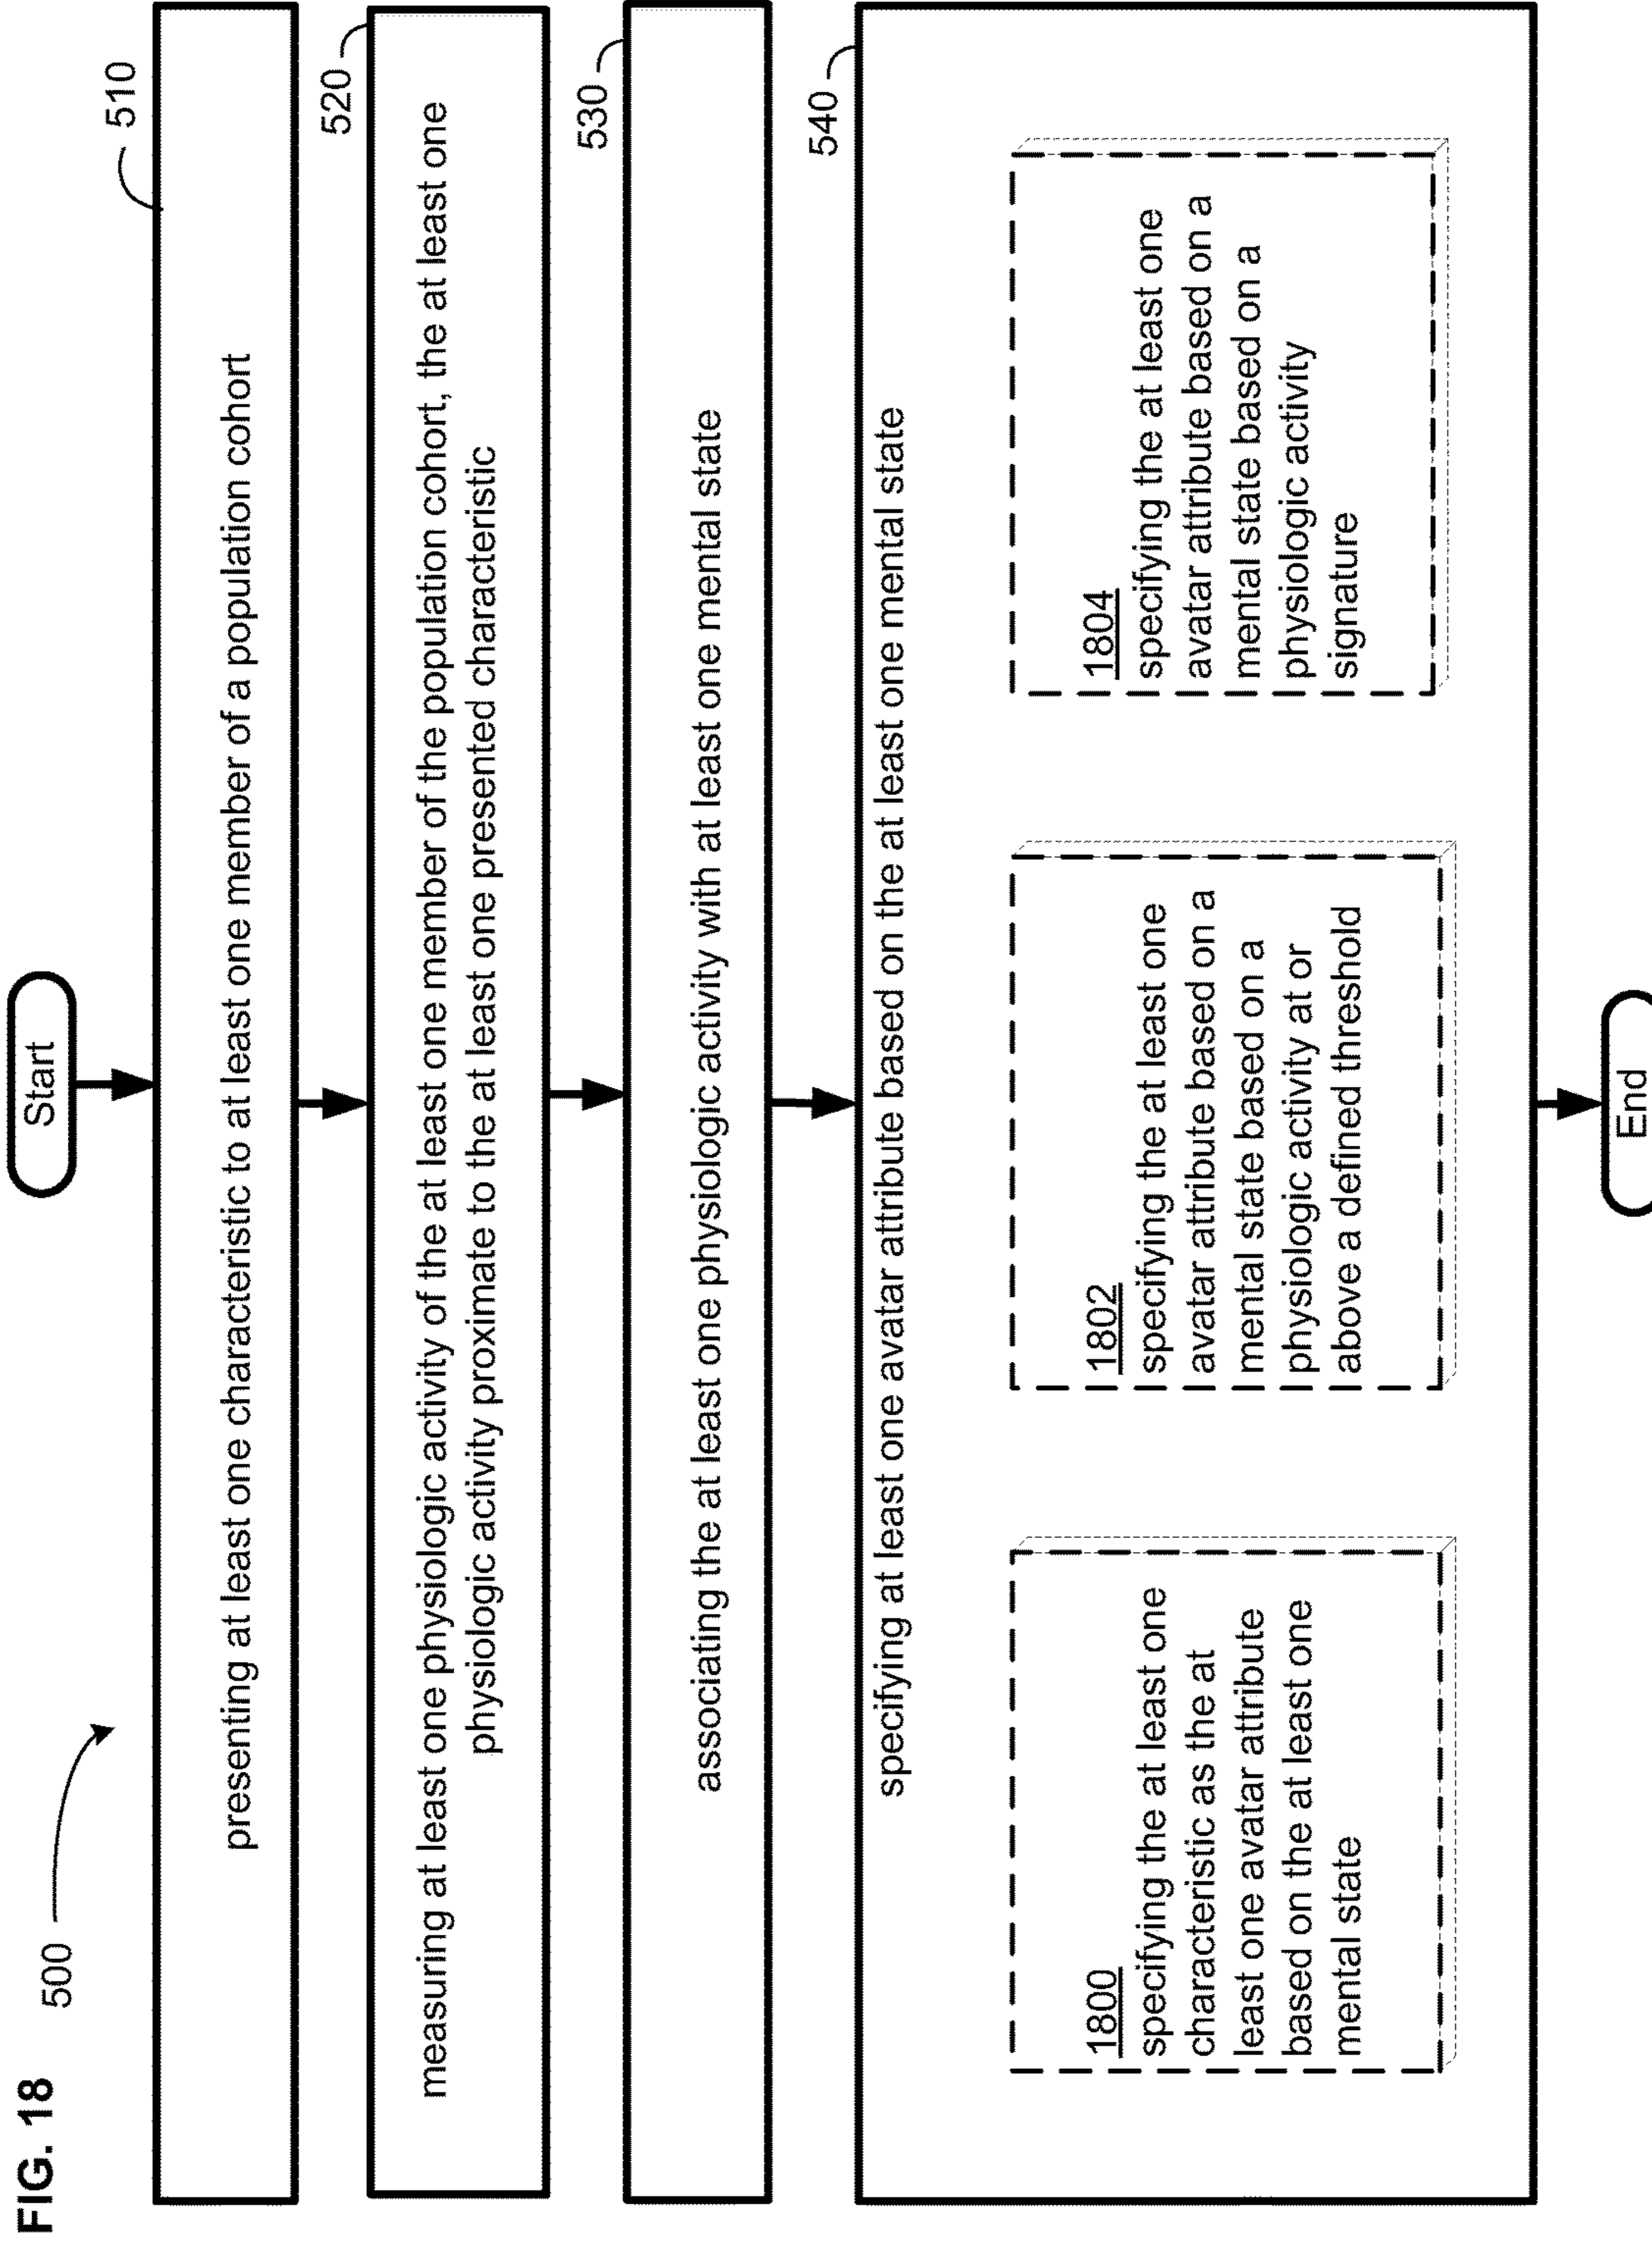 FIG. 18
500
Start
510
presenting at least one characteristic to at least one member of a population cohort
520
measuring at least one physiologic activity of the at least one member of the population cohort, the at least one
physiologic activity proximate to the at least one presented characteristic
530
associating the at least one physiologic activity with at least one mental state
540
specifying at least one avatar attribute based on the at least one mental state
1800
specifying the at least one
characteristic as the at
least one avatar attribute
based on the at least one
mental state
1802
specifying the at least one
avatar attribute based on a
mental state based on a
physiologic activity at or
above a defined threshold
1804
specifying the at least one
avatar attribute based on a
mental state based on a
physiologic activity
signature
End